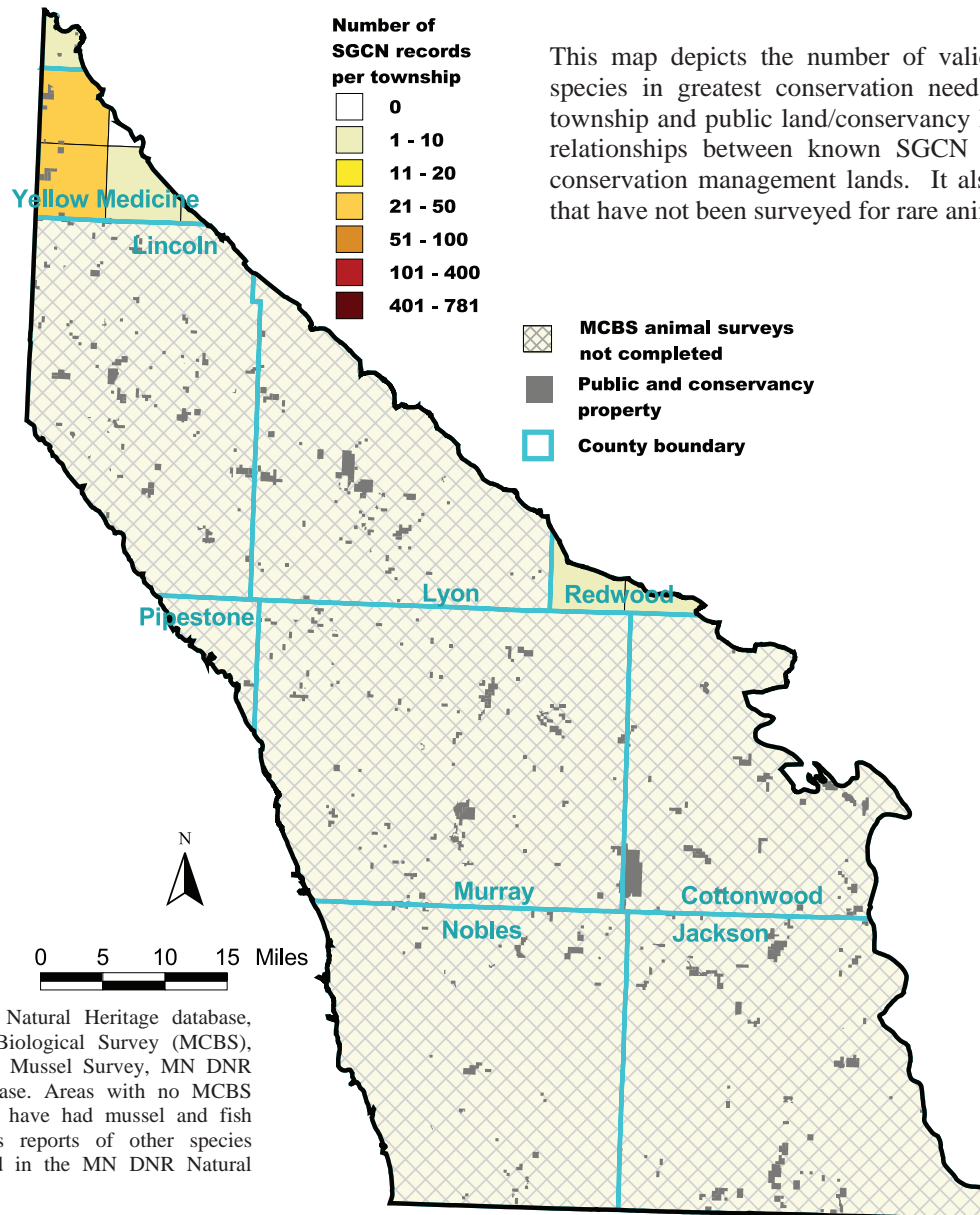 Number of
SGCN records
per township
0
1 - 10
11 - 20
21 - 50
51 - 100
101 - 400
401 - 781
This map depicts the number of valid
species in greatest conservation need
township and public land/conservancy
relationships between known SGCN
conservation management lands. It als
that have not been surveyed for rare ani
MCBS animal surveys
not completed
Public and conservancy
property
County boundary
Yellow Medicine
Lincoln
Lyon
Redwood
Pipestone
Murray
Cottonwood
Nobles
Jackson
N
0 5 10 15 Miles
Natural Heritage database,
Biological Survey (MCBS),
Mussel Survey, MN DNR
ase. Areas with no MCBS
have had mussel and fish
s reports of other species
d in the MN DNR Natural